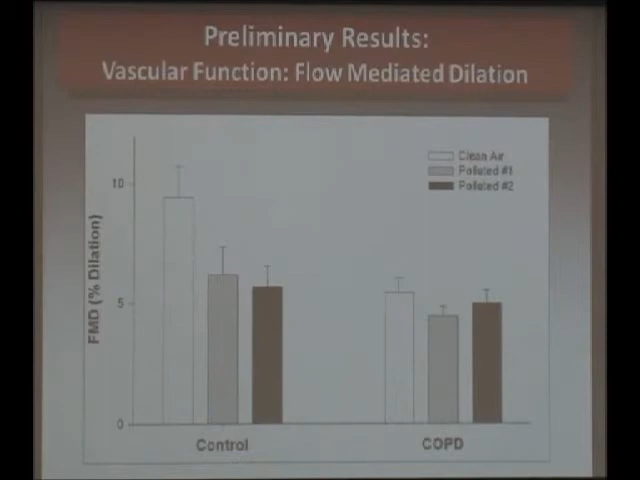 Preliminary Results:
Vascular Function: Flow Mediated Dilation
Clean Air
Polluted #1
Polluted #2
10
5
0
FMD (% Dilation)
Control
COPD